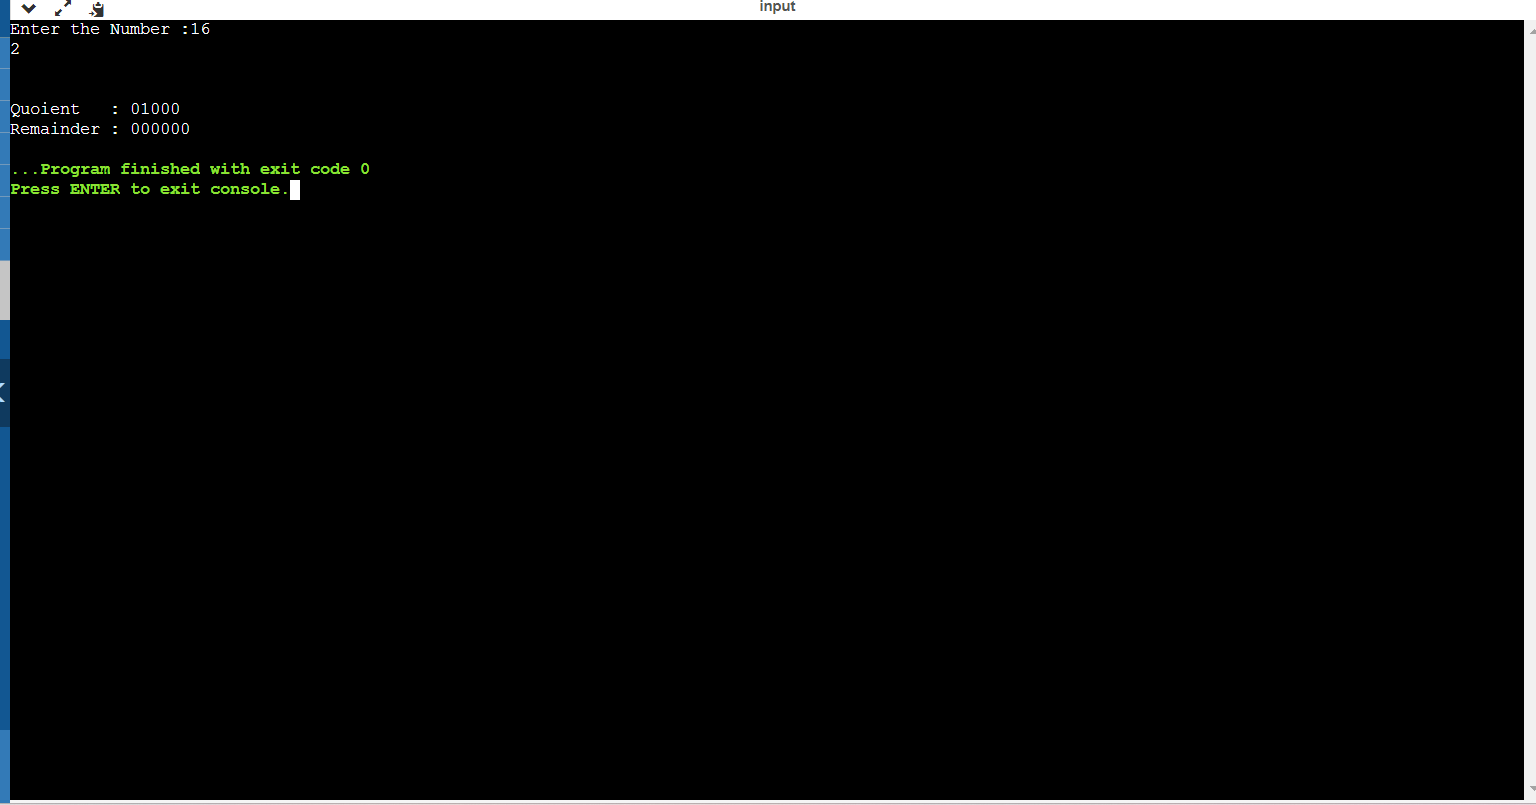 input
Enter the Number :16
2
Quoient   : 01000
Remainder : 000000
...Program finished with exit code 0
Press ENTER to exit console.